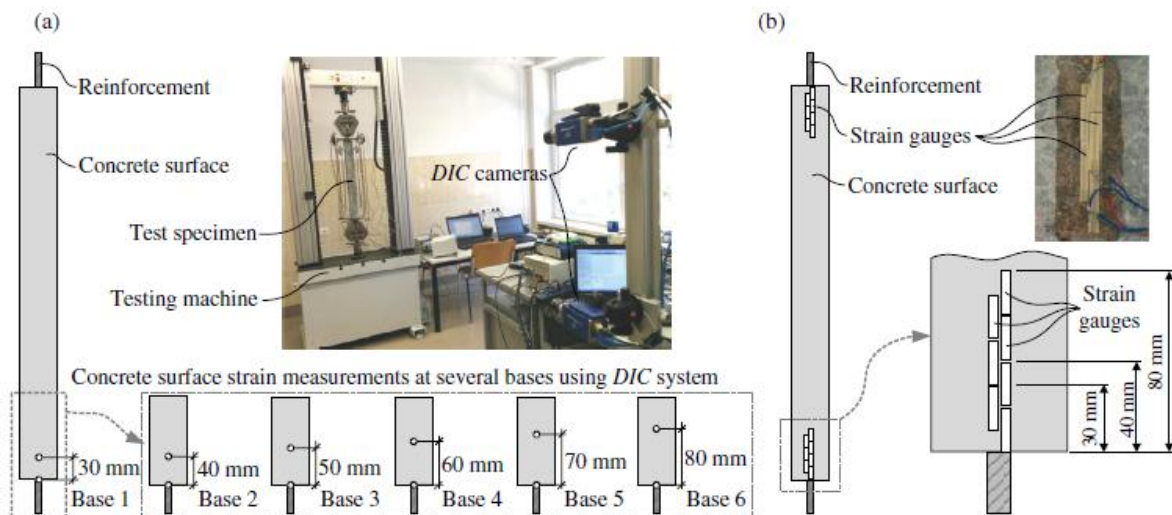 (a)
Reinforcement
Concrete surface
Test specimen
Testing machine
DIC cameras
Concrete surface strain measurements at several bases using DIC system
30 mm
Base 1
40 mm
Base 2
50 mm
Base 3
60 mm
Base 4
70 mm
Base 5
80 mm
Base 6
(b)
Reinforcement
Strain gauges
Concrete surface
Strain
gauges
30 mm
40 mm
80 mm